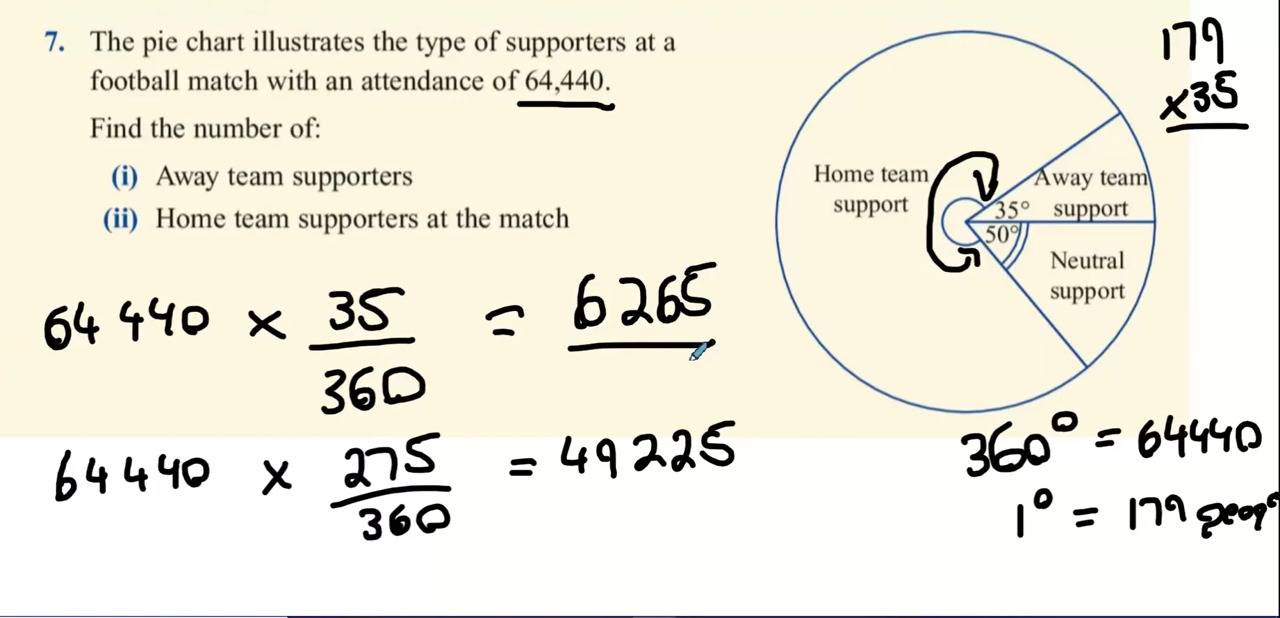 7. The pie chart illustrates the type of supporters at a
football match with an attendance of 64,440.
Find the number of:
(i) Away team supporters
(ii) Home team supporters at the match
Home team
support
35°
Away team
support
50°
Neutral
support
179
×35
64 440 × 35/360 = 6265
64 440 × 275/360 = 49225
360° = 64440
1° = 179